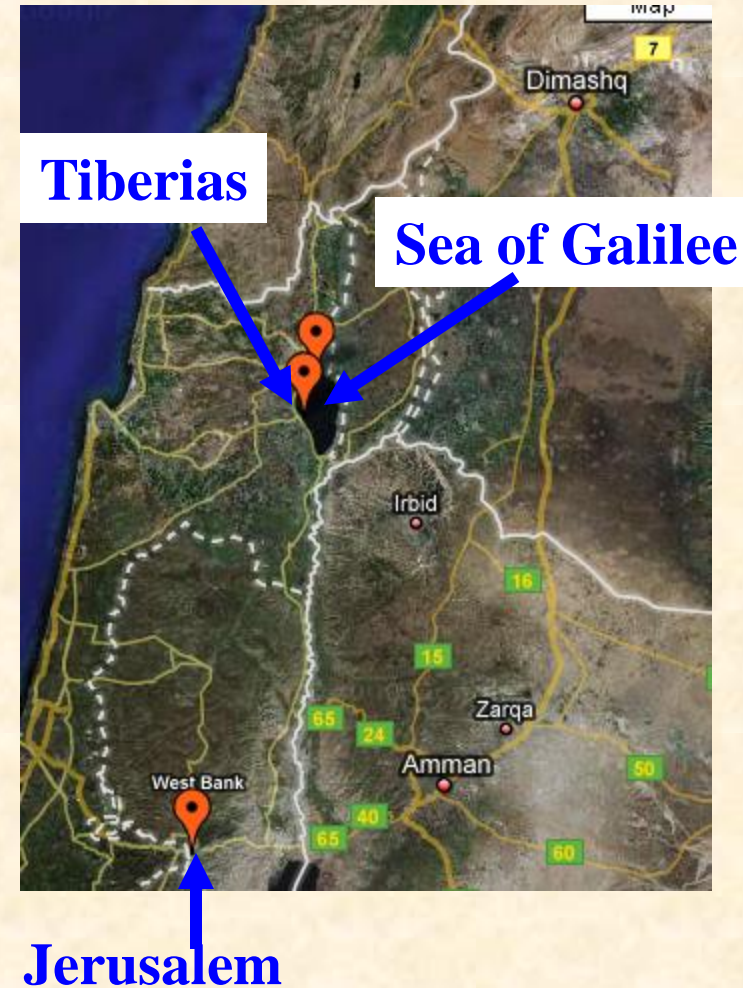 Map
7
Dimashq
Tiberias
Sea of Galilee
Irbid
16
15
65
Zarqa
24
Amman
50
West Bank
40
65
60
Jerusalem